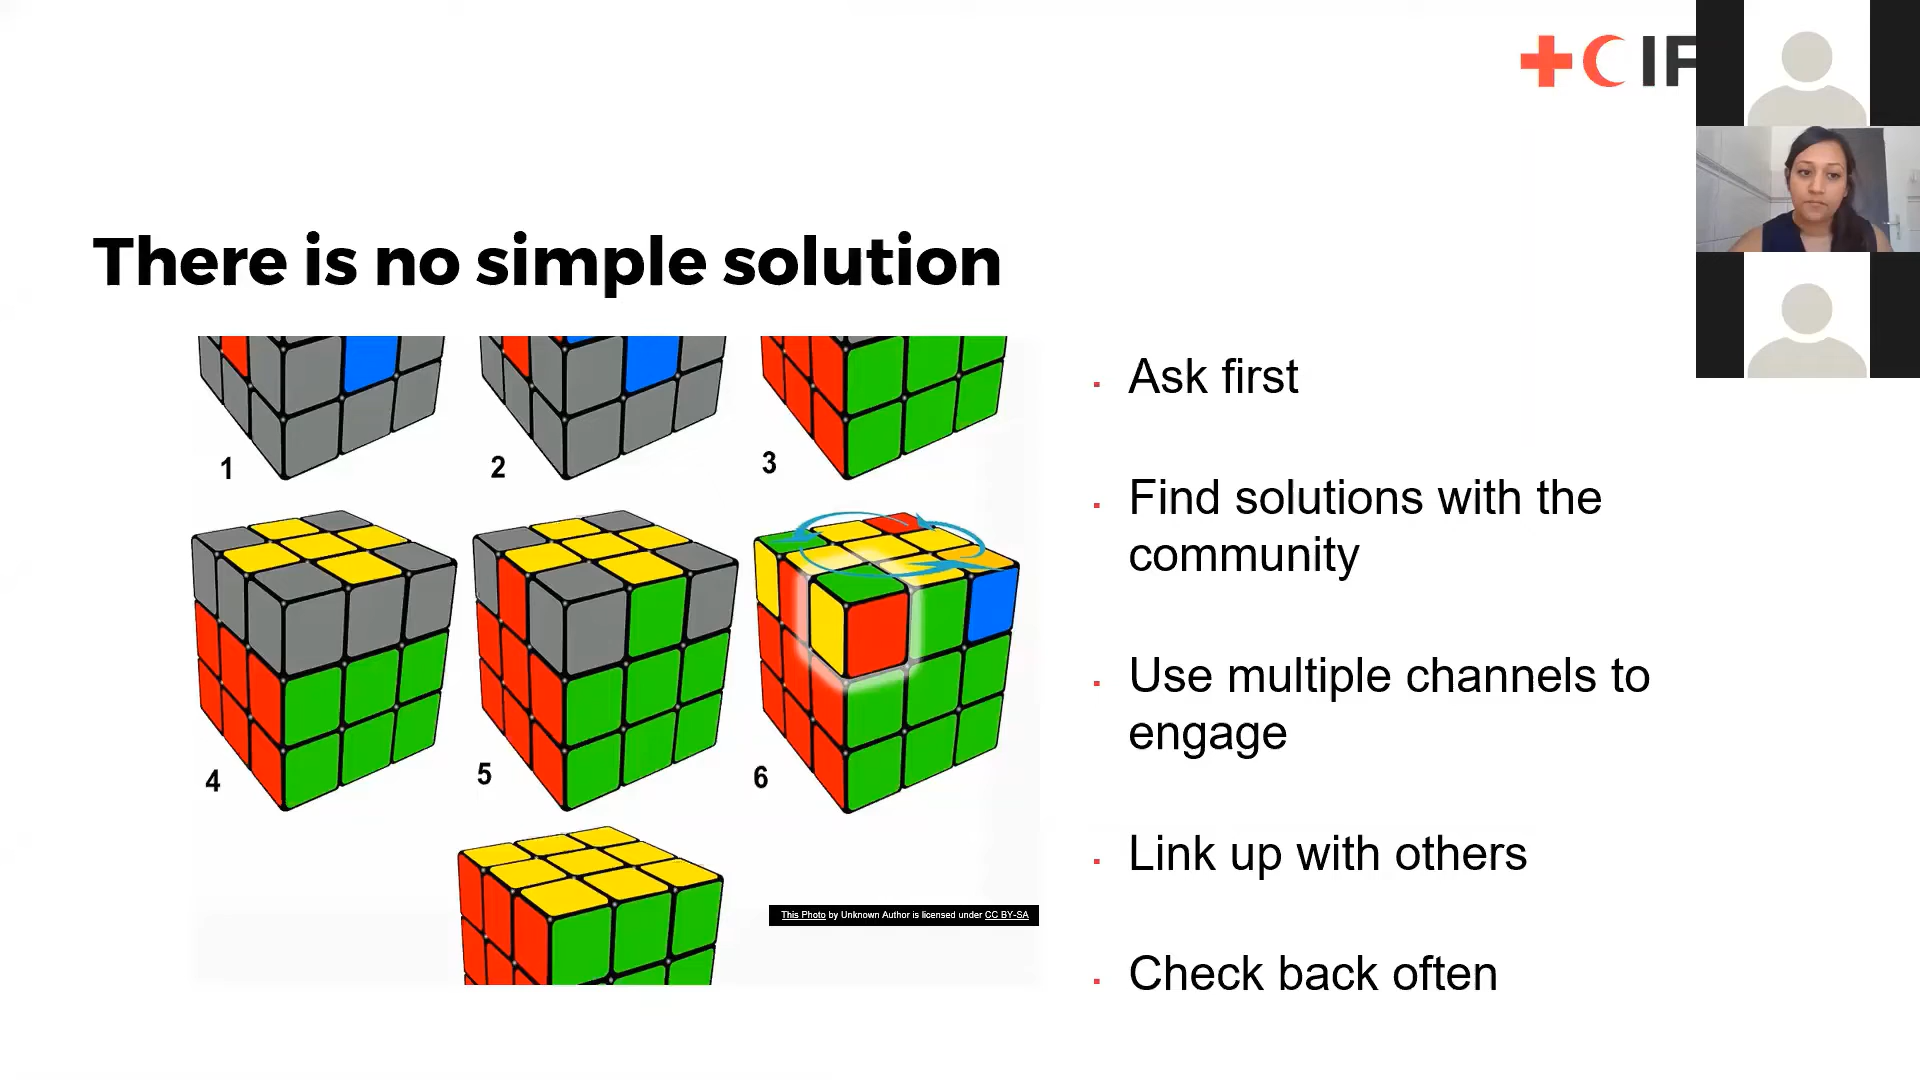 IF
There is no simple solution
1
2
3
4
5
6
This Photo by Unknown Author is licensed under CC BY-SA
Ask first
Find solutions with the
community
Use multiple channels to
engage
Link up with others
Check back often